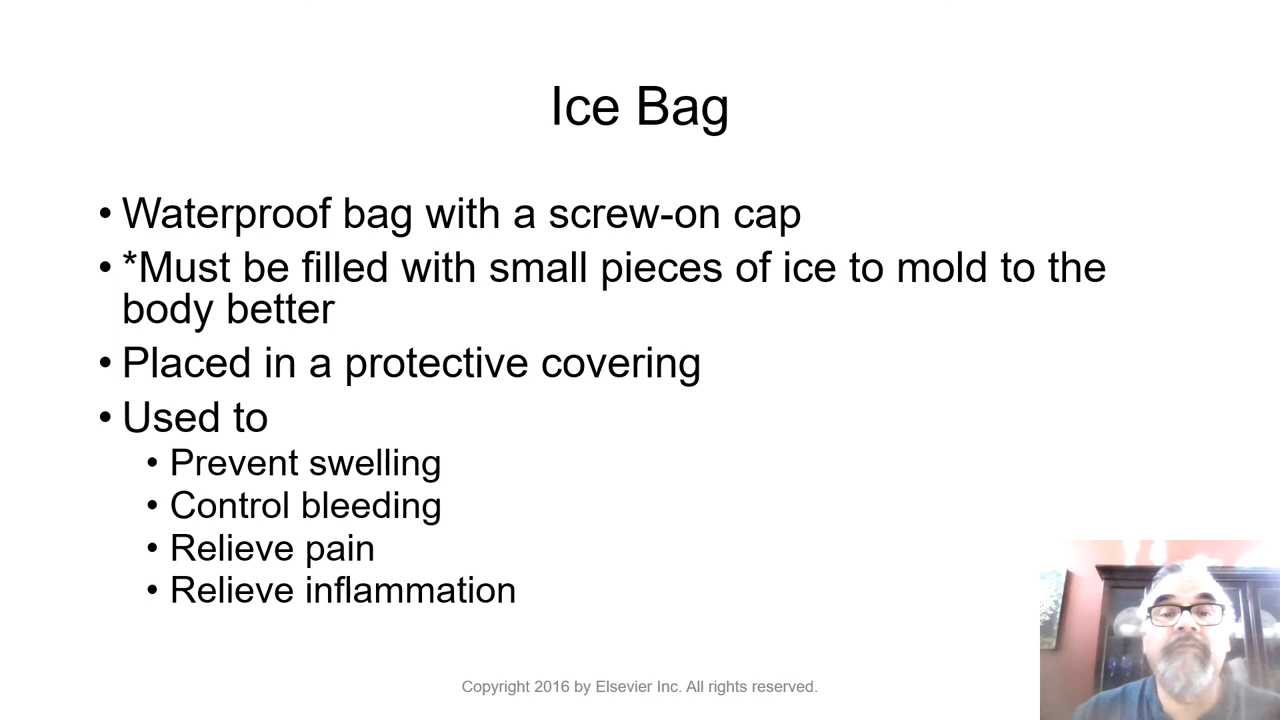 Ice Bag
• Waterproof bag with a screw-on cap
• *Must be filled with small pieces of ice to mold to the
body better
• Placed in a protective covering
• Used to
• Prevent swelling
• Control bleeding
• Relieve pain
• Relieve inflammation
Copyright 2016 by Elsevier Inc. All rights reserved.